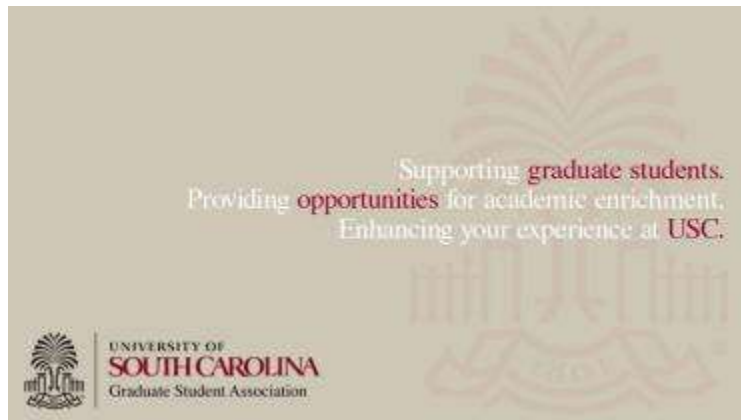 Supporting graduate students.
Providing opportunities for academic enrichment.
Enhancing your experience at USC.
UNIVERSITY OF
SOUTH CAROLINA
Graduate Student Association